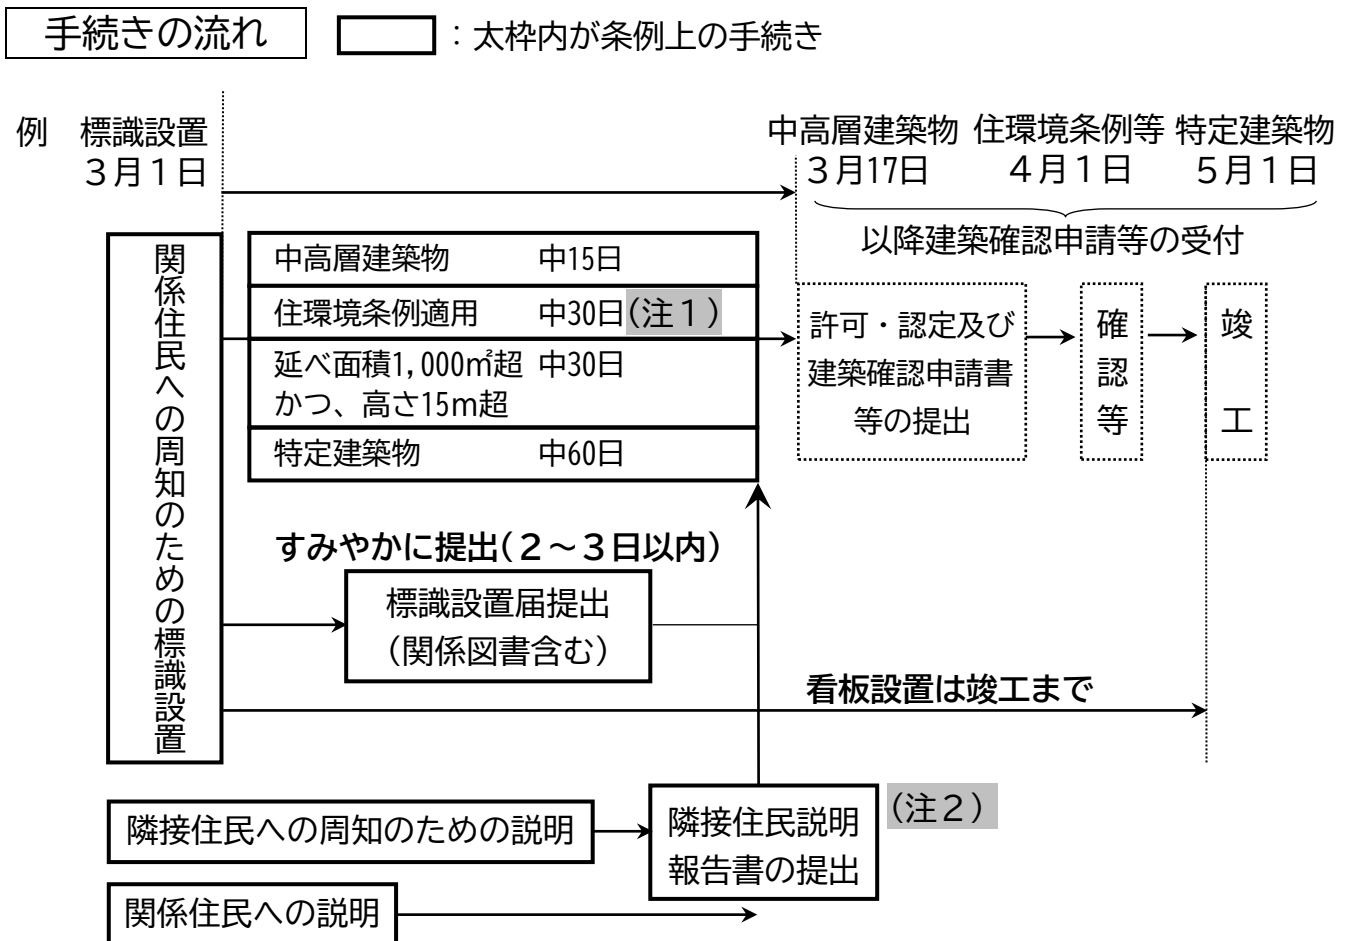 手続きの流れ
：太枠内が条例上の手続き
例 標識設置
３月１日
中高層建築物 住環境条例等 特定建築物
３月17日 ４月１日 ５月１日
以降建築確認申請等の受付
関係住民への周知のための標識設置
中高層建築物 中15日
住環境条例適用 中30日(注１)
延べ面積1,000㎡超 中30日
かつ、高さ15m超
特定建築物 中60日
許可・認定及び
建築確認申請書
等の提出
確認等
竣工
すみやかに提出(２～３日以内)
標識設置届提出
(関係図書含む)
看板設置は竣工まで
隣接住民への周知のための説明
隣接住民説明
報告書の提出
(注２)
関係住民への説明